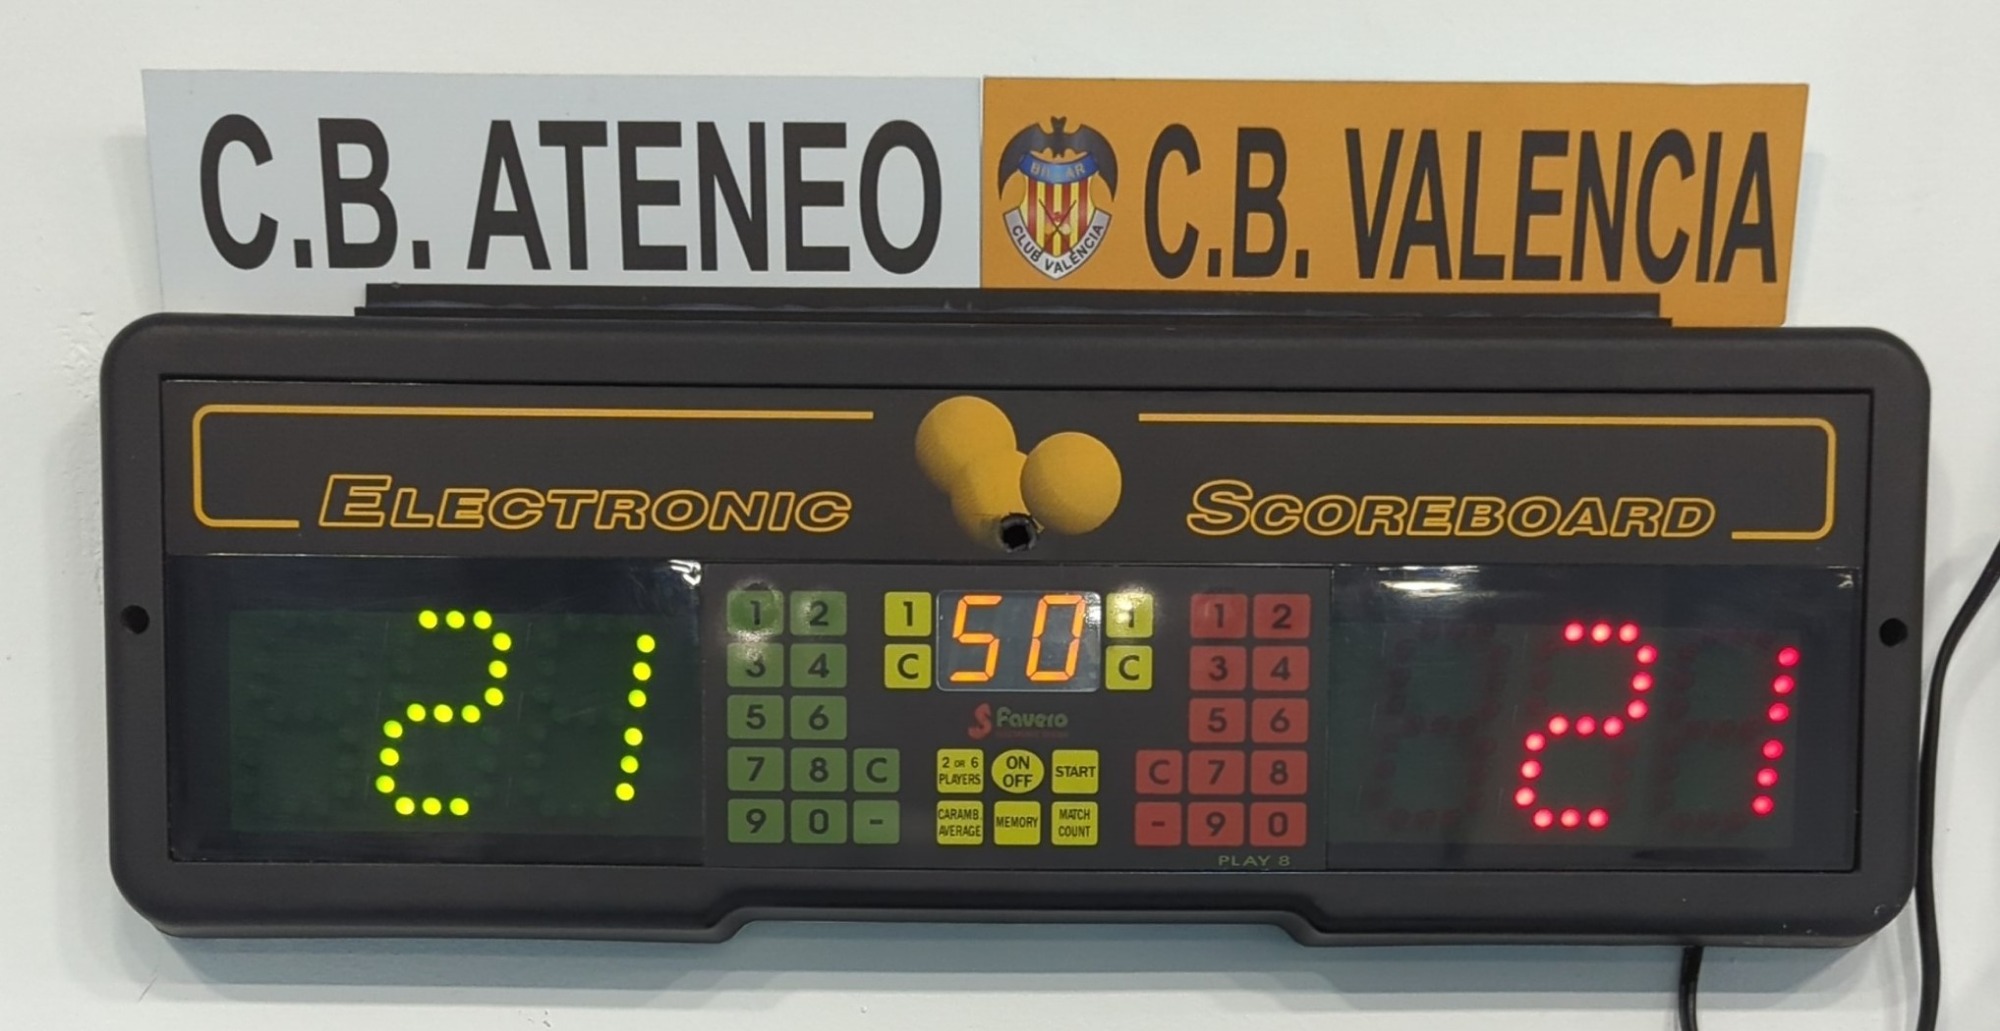 C.B. ATENEO
BILLAR
CLUB VALENCIA
C.B. VALENCIA
ELECTRONIC
SCOREBOARD
21
1 2
3 4
5 6
7 8 C
9 0 -
1 50 1
C C
Favero
2 OR 6 PLAYERS
ON OFF
START
CARAMB. AVERAGE
MEMORY
MATCH COUNT
1 2
3 4
5 6
C 7 8
- 9 0
PLAY 8
21